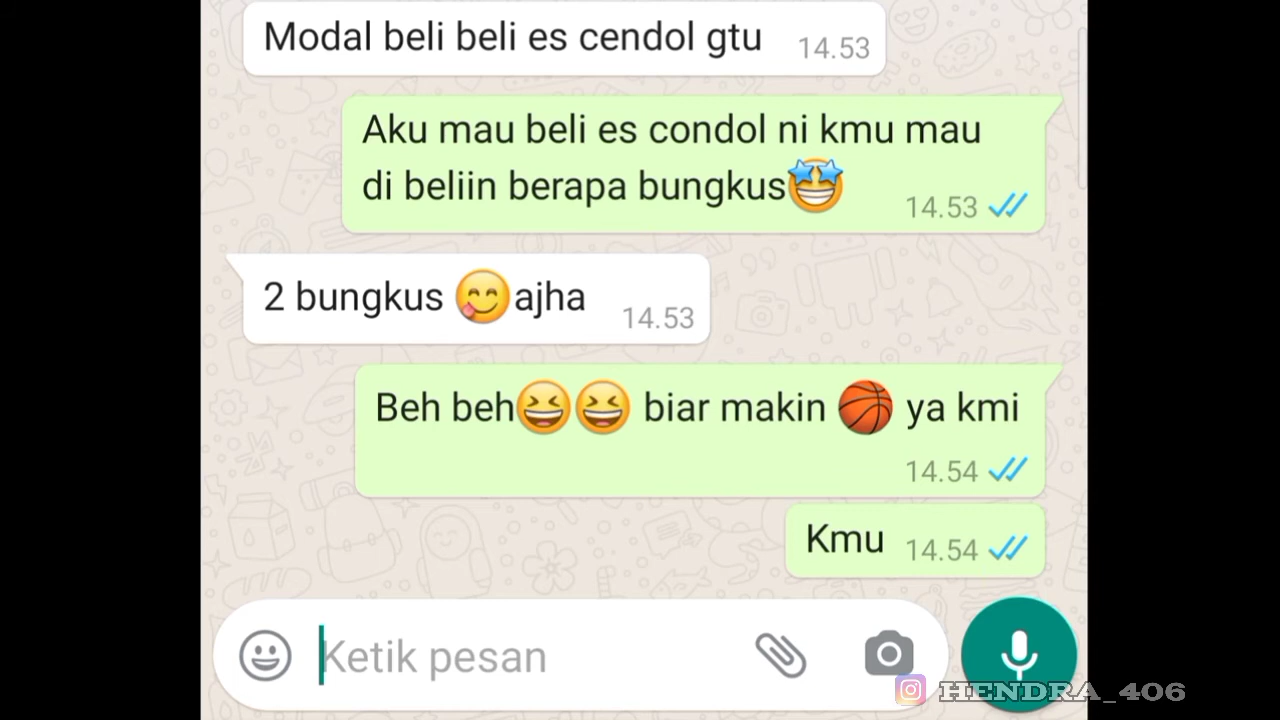 Modal beli beli es cendol gtu 14.53
Aku mau beli es condol ni kmu mau
di beliin berapa bungkus🤩 14.53
2 bungkus 😋ajha 14.53
Beh beh😆😆 biar makin 🏀 ya kmi
14.54
Kmu 14.54
Ketik pesan
HENDRA_406